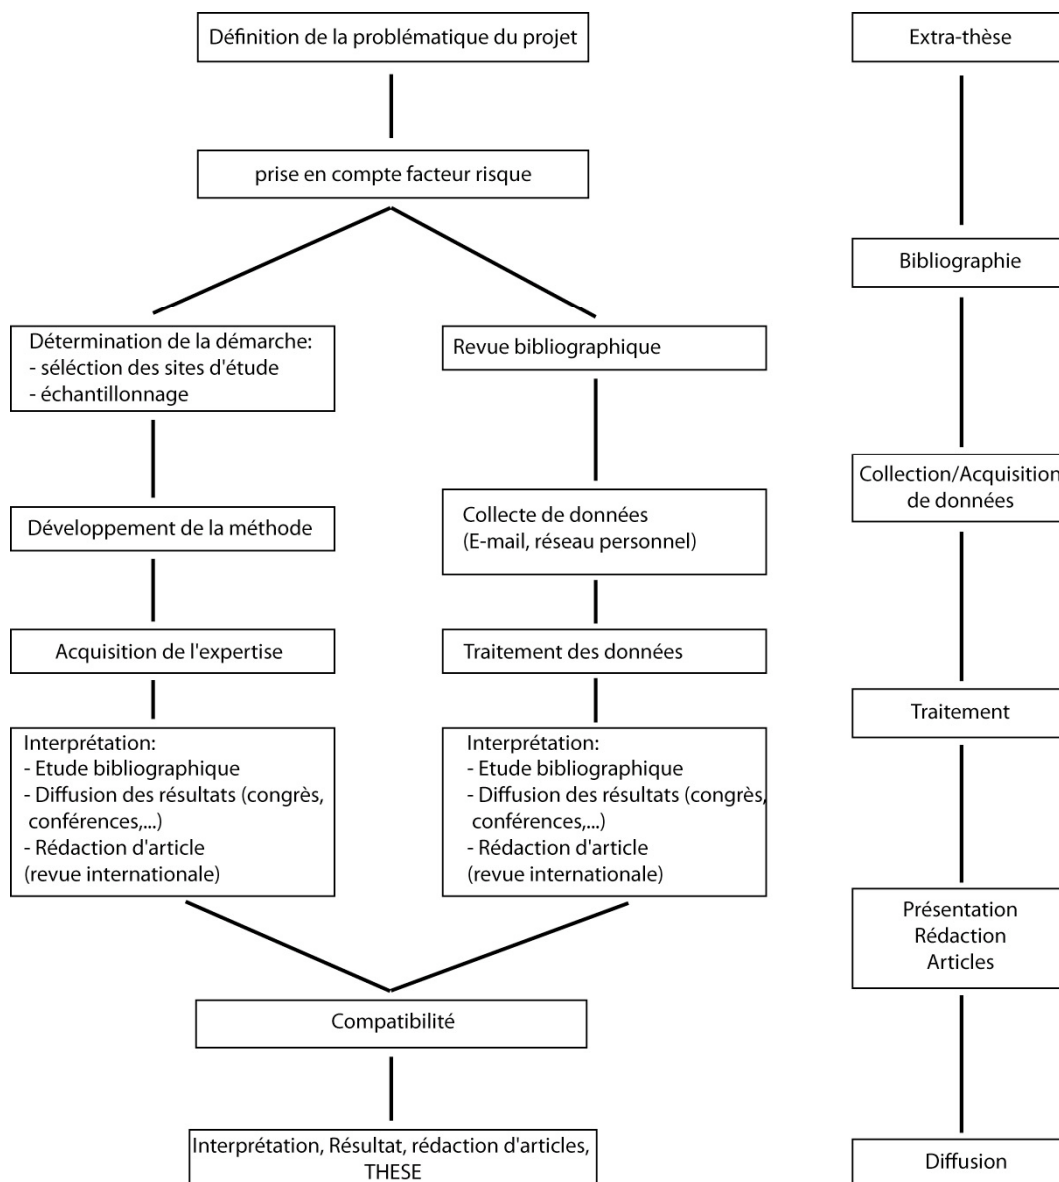 Définition de la problématique du projet
prise en compte facteur risque
Détermination de la démarche:
- séléction des sites d'étude
- échantillonnage
Développement de la méthode
Acquisition de l'expertise
Interprétation:
- Etude bibliographique
- Diffusion des résultats (congrès,
conférences,...)
- Rédaction d'article
(revue internationale)
Revue bibliographique
Collecte de données
(E-mail, réseau personnel)
Traitement des données
Interprétation:
- Etude bibliographique
- Diffusion des résultats (congrès,
conférences,...)
- Rédaction d'article
(revue internationale)
Compatibilité
Interprétation, Résultat, rédaction d'articles,
THESE
Extra-thèse
Bibliographie
Collection/Acquisition
de données
Traitement
Présentation
Rédaction
Articles
Diffusion